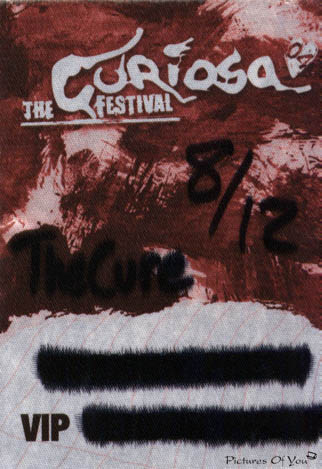 Curiosa 04
THE FESTIVAL
8/12
The Cure
VIP
Pictures Of You